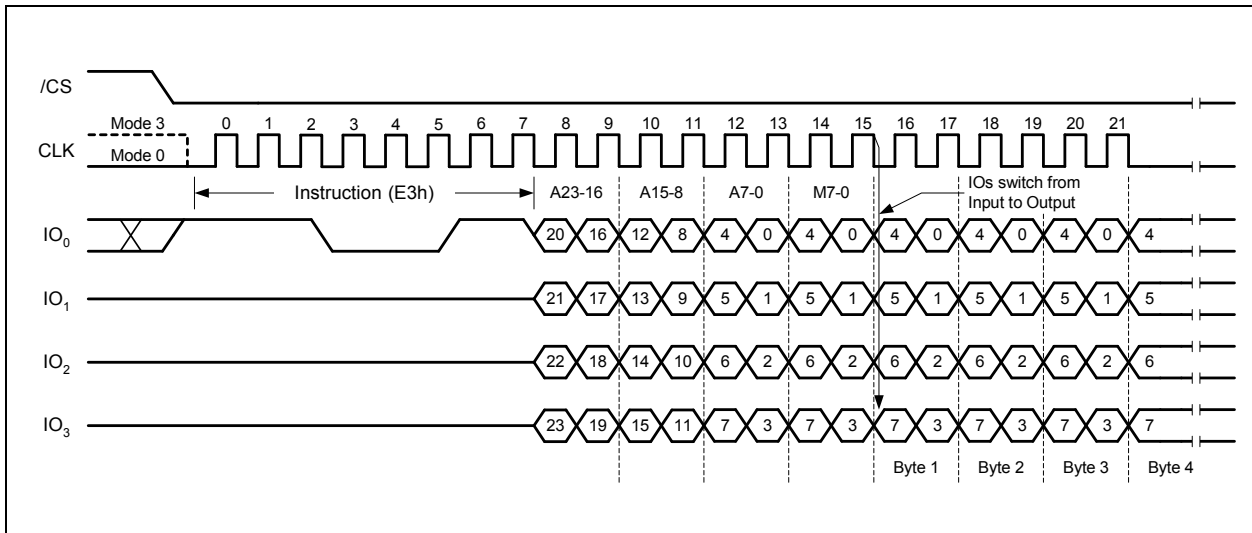 /CS
Mode 3 0 1 2 3 4 5 6 7 8 9 10 11 12 13 14 15 16 17 18 19 20 21
CLK
Mode 0
Instruction (E3h) A23-16 A15-8 A7-0 M7-0 IOs switch from
Input to Output
IO0 20 16 12 8 4 0 4 0 4 0 4 0 4 0 4
IO1 21 17 13 9 5 1 5 1 5 1 5 1 5 1 5
IO2 22 18 14 10 6 2 6 2 6 2 6 2 6 2 6
IO3 23 19 15 11 7 3 7 3 7 3 7 3 7 3 7
Byte 1 Byte 2 Byte 3 Byte 4